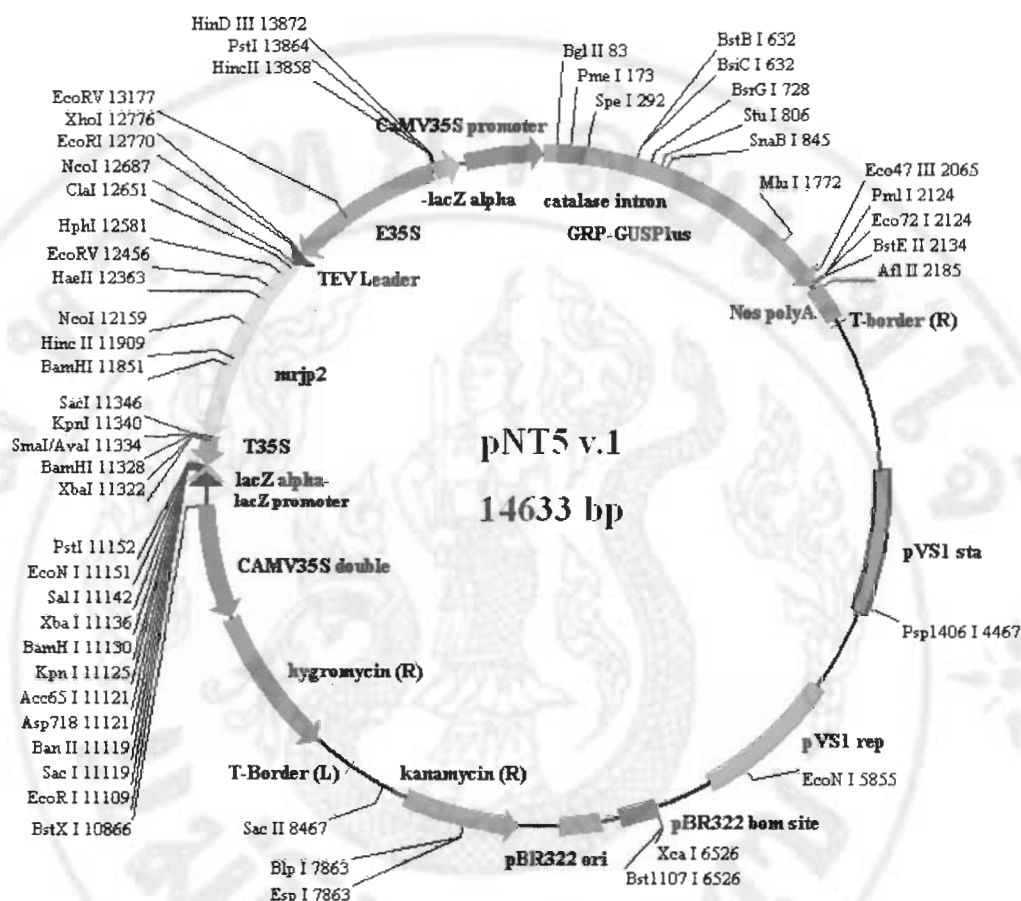 HinD III 13872
PstI 13864
HincII 13858
EcoRV 13177
XhoI 12776
EcoRI 12770
NcoI 12687
ClaI 12651
HphI 12581
EcoRV 12456
HaeII 12363
NcoI 12159
Hinc II 11909
BamHI 11851
SacI 11346
KpnI 11340
SmaI/AvaI 11334
BamHI 11328
XbaI 11322
PstI 11152
EcoN I 11151
Sal I 11142
Xba I 11136
BamH I 11130
Kpn I 11125
Acc65 I 11121
Asp718 11121
Ban II 11119
Sac I 11119
EcoR I 11109
BstX I 10866
Bgl II 83
Pme I 173
Spe I 292
BstB I 632
BsiC I 632
BsrG I 728
Stu I 806
SnaB I 845
Mlu I 1772
Eco47 III 2065
Pml I 2124
Eco72 I 2124
BstE II 2134
Afl II 2185
CaMV35S promoter
-lacZ alpha
catalase intron
GRP-GUSPlus
E35S
TEV Leader
Nos polyA
T-border (R)
mrjp2
T35S
lacZ alpha-
lacZ promoter
pNT5 v.1
14633 bp
CAMV35S double
pVS1 sta
Psp1406 I 4467
hygromycin (R)
pVS1 rep
EcoN I 5855
T-Border (L)
kanamycin (R)
Sac II 8467
Blp I 7863
Esp I 7863
pBR322 ori
pBR322 bom site
Xca I 6526
Bst1107 I 6526